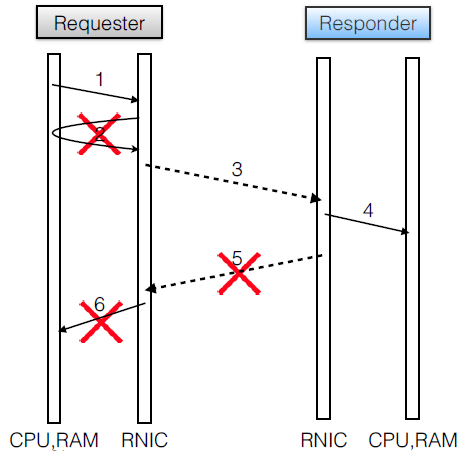 Requester
Responder
1
2
3
4
5
6
CPU,RAM
RNIC
RNIC
CPU,RAM